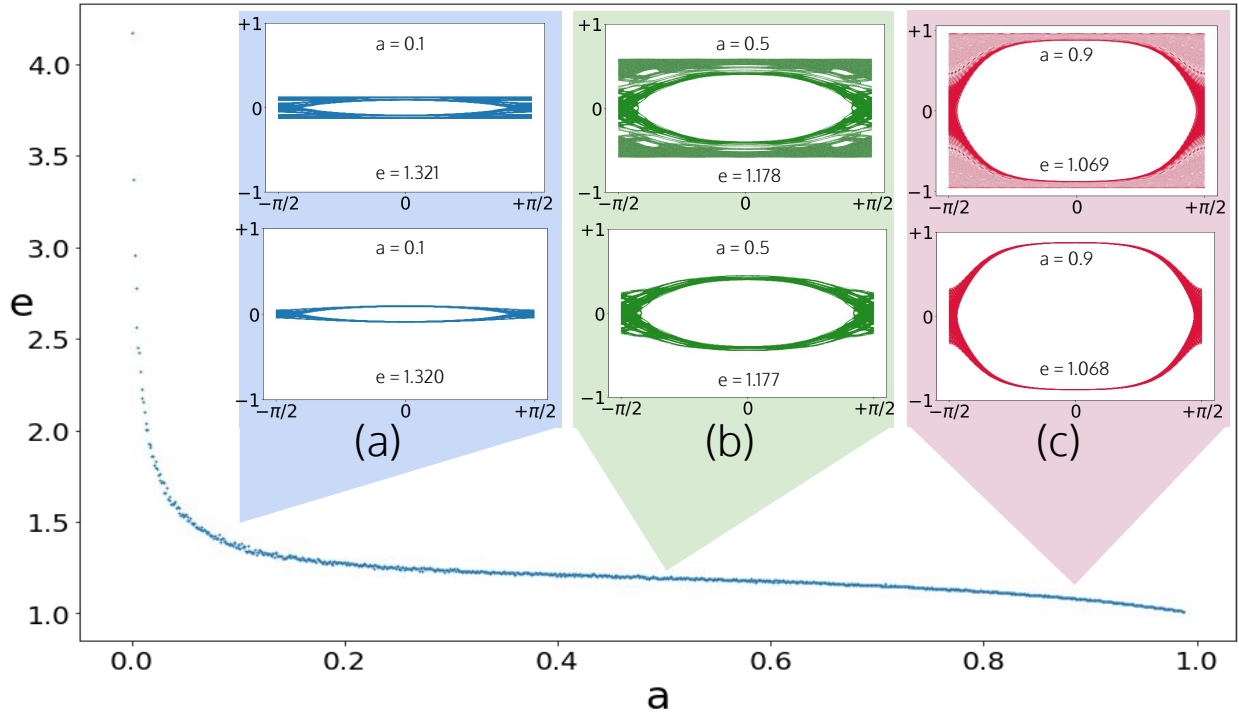 e
4.0
3.5
3.0
2.5
2.0
1.5
1.0
0.0
0.2
0.4
0.6
0.8
1.0
a
+1
0
−1
a = 0.1
e = 1.321
−π/2
0
+π/2
+1
0
−1
a = 0.1
e = 1.320
−π/2
0
+π/2
(a)
+1
0
−1
a = 0.5
e = 1.178
−π/2
0
+π/2
+1
0
−1
a = 0.5
e = 1.177
−π/2
0
+π/2
(b)
+1
0
−1
a = 0.9
e = 1.069
−π/2
0
+π/2
+1
0
−1
a = 0.9
e = 1.068
−π/2
0
+π/2
(c)